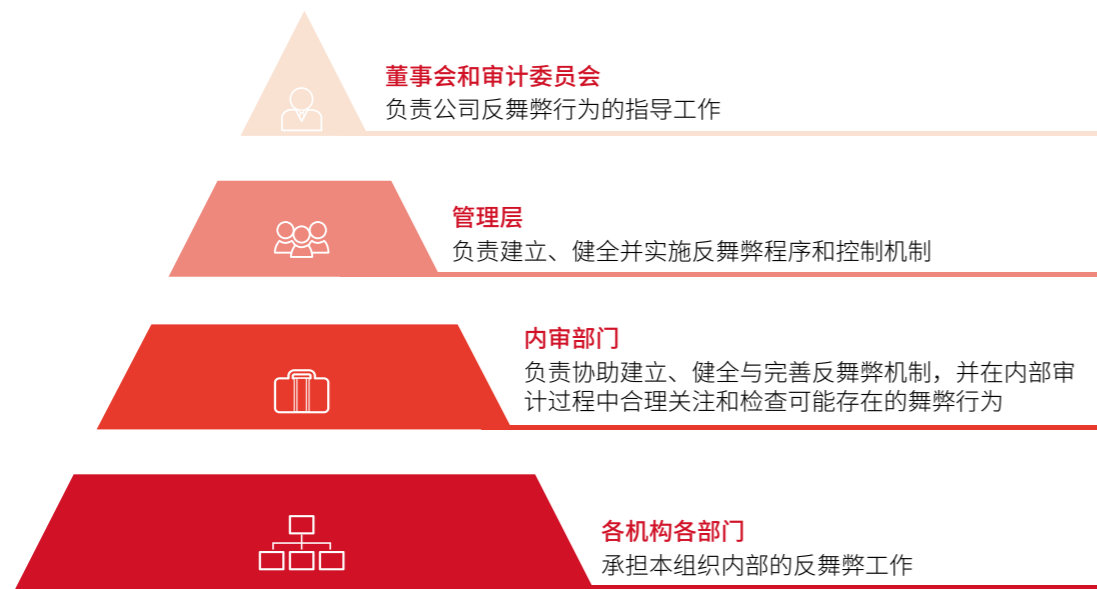 董事会和审计委员会
负责公司反舞弊行为的指导工作
管理层
负责建立、健全并实施反舞弊程序和控制机制
内审部门
负责协助建立、健全与完善反舞弊机制，并在内部审
计过程中合理关注和检查可能存在的舞弊行为
各机构各部门
承担本组织内部的反舞弊工作